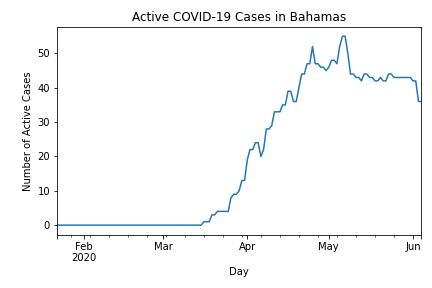 Active COVID-19 Cases in Bahamas
50
40
30
20
10
0
Number of Active Cases
Feb
2020
Mar
Apr
May
Jun
Day